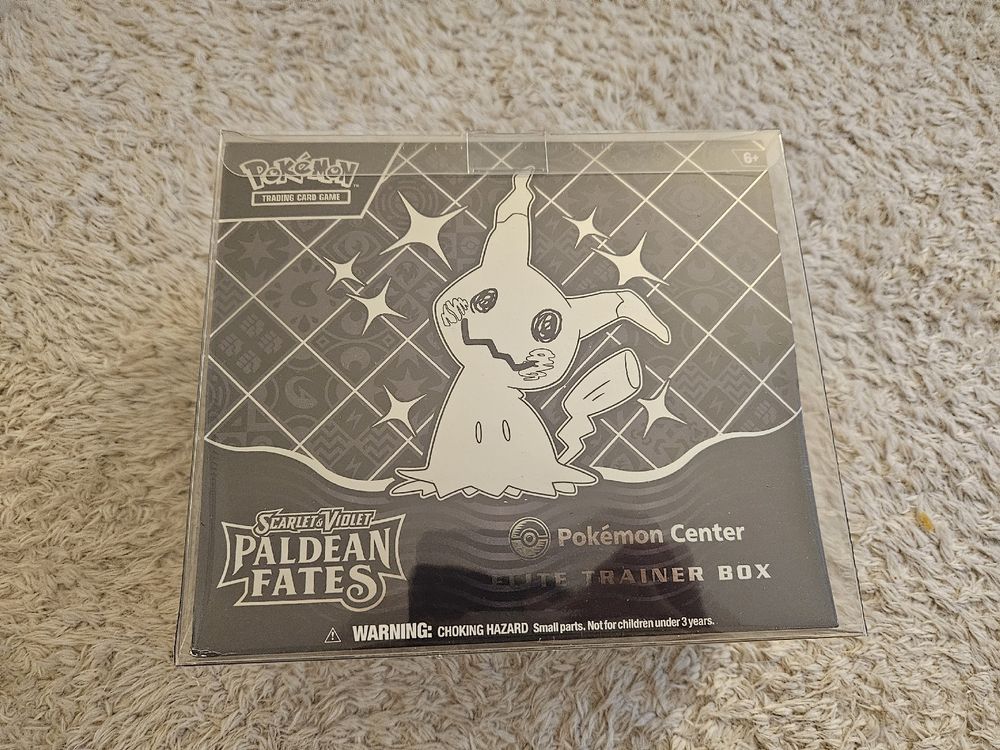 POKéMON
TRADING CARD GAME
6+
SCARLET & VIOLET
PALDEAN
FATES
Pokémon Center
ELITE TRAINER BOX
WARNING: CHOKING HAZARD Small parts. Not for children under 3 years.